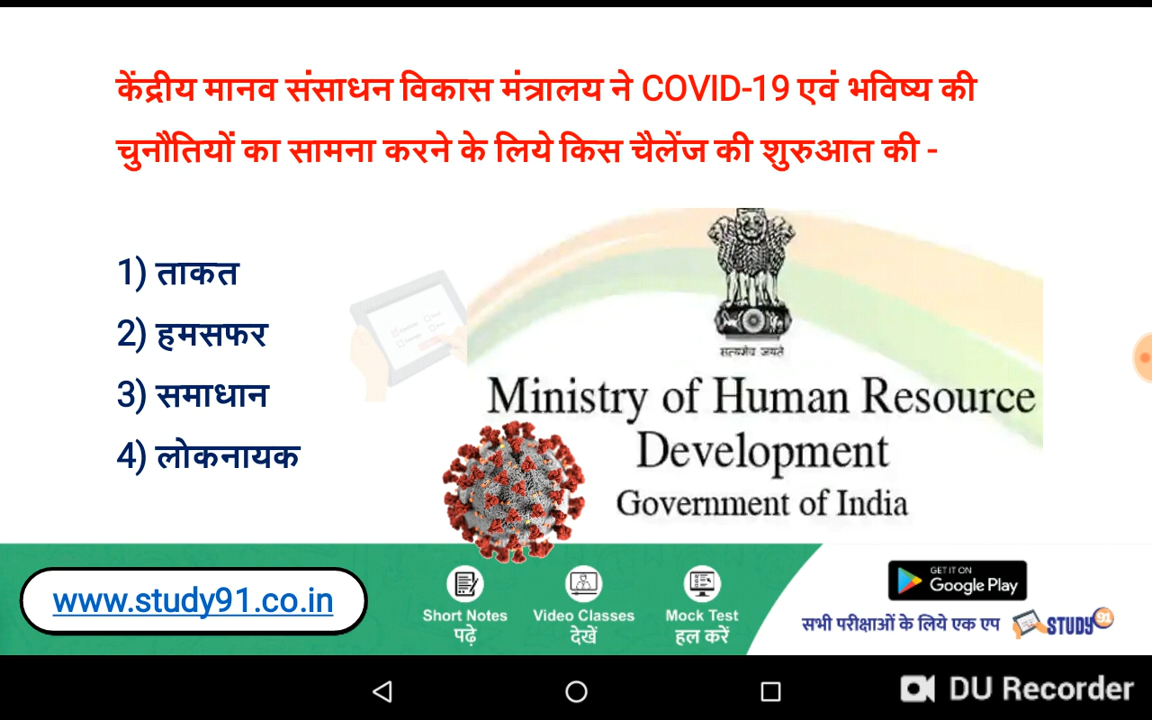 केंद्रीय मानव संसाधन विकास मंत्रालय ने COVID-19 एवं भविष्य की
चुनौतियों का सामना करने के लिये किस चैलेंज की शुरुआत की -
1) ताकत
2) हमसफर
3) समाधान
4) लोकनायक
सत्यमेव जयते
Ministry of Human Resource
Development
Government of India
www.study91.co.in
Short Notes
पढ़े
Video Classes
देखें
Mock Test
हल करें
GET IT ON
Google Play
सभी परीक्षाओं के लिये एक एप
STUDY 91
DU Recorder